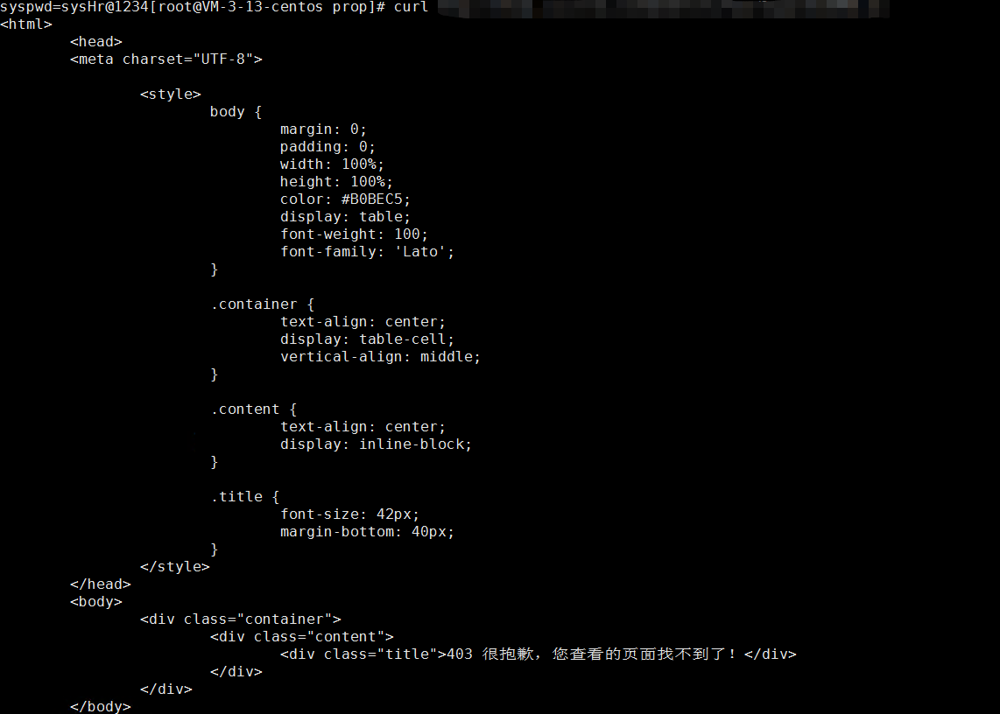 syspwd=sysHr@1234[root@VM-3-13-centos prop]# curl
<html>
<head>
<meta charset="UTF-8">
<style>
body {
margin: 0;
padding: 0;
width: 100%;
height: 100%;
color: #B0BEC5;
display: table;
font-weight: 100;
font-family: 'Lato';
}
.container {
text-align: center;
display: table-cell;
vertical-align: middle;
}
.content {
text-align: center;
display: inline-block;
}
.title {
font-size: 42px;
margin-bottom: 40px;
}
</style>
</head>
<body>
<div class="container">
<div class="content">
<div class="title">403 很抱歉，您查看的页面找不到了！</div>
</div>
</div>
</body>